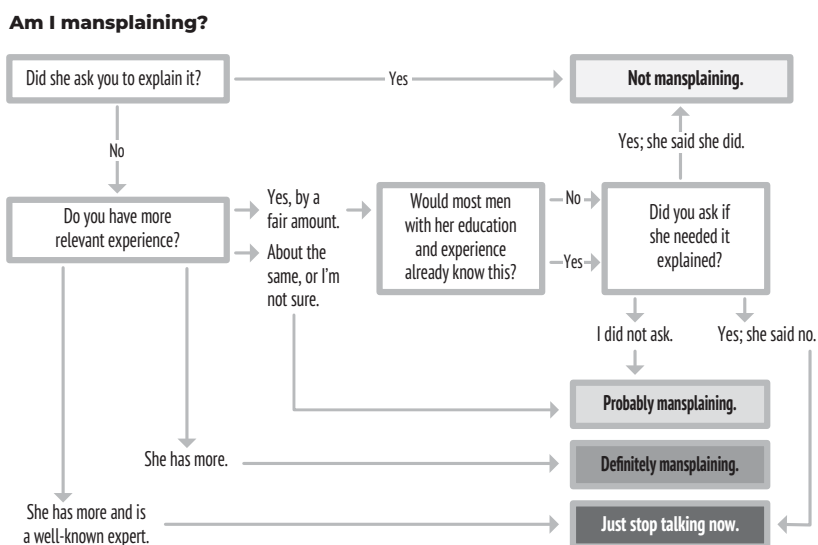 Am I mansplaining?
Did she ask you to explain it?
Yes
Not mansplaining.
No
Yes; she said she did.
Do you have more
relevant experience?
Yes, by a
fair amount.
About the
same, or I'm
not sure.
Would most men
with her education
and experience
already know this?
No
Yes
Did you ask if
she needed it
explained?
I did not ask.
Yes; she said no.
Probably mansplaining.
She has more.
Definitely mansplaining.
She has more and is
a well-known expert.
Just stop talking now.